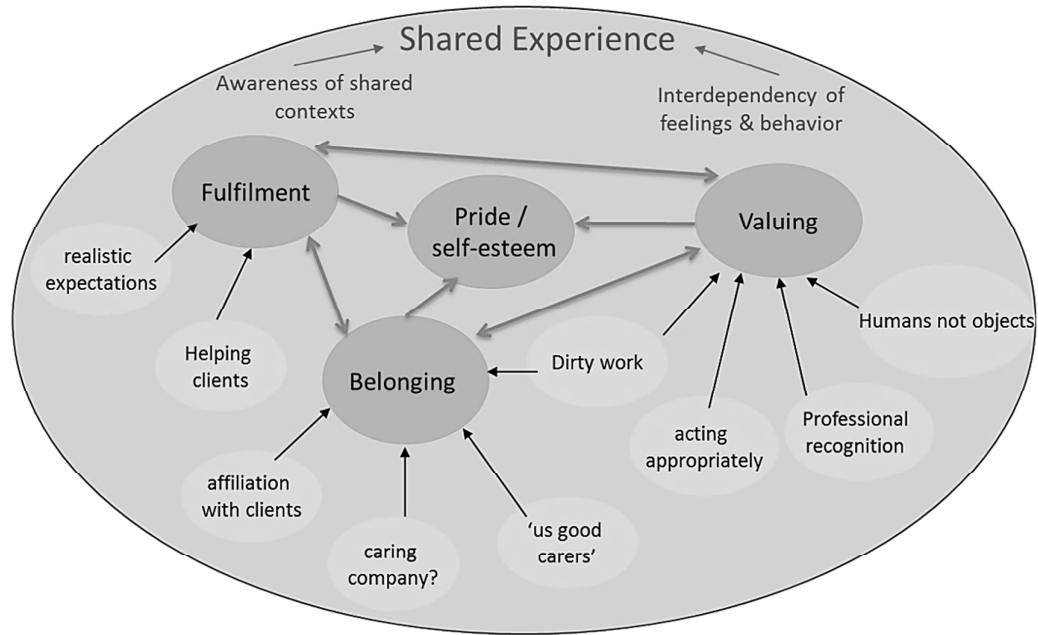 Shared Experience
Awareness of shared
contexts
Interdependency of
feelings & behavior
Fulfilment
Pride /
self-esteem
Valuing
realistic
expectations
Helping
clients
Belonging
Dirty work
Humans not objects
acting
appropriately
Professional
recognition
affiliation
with clients
caring
company?
‘us good
carers’